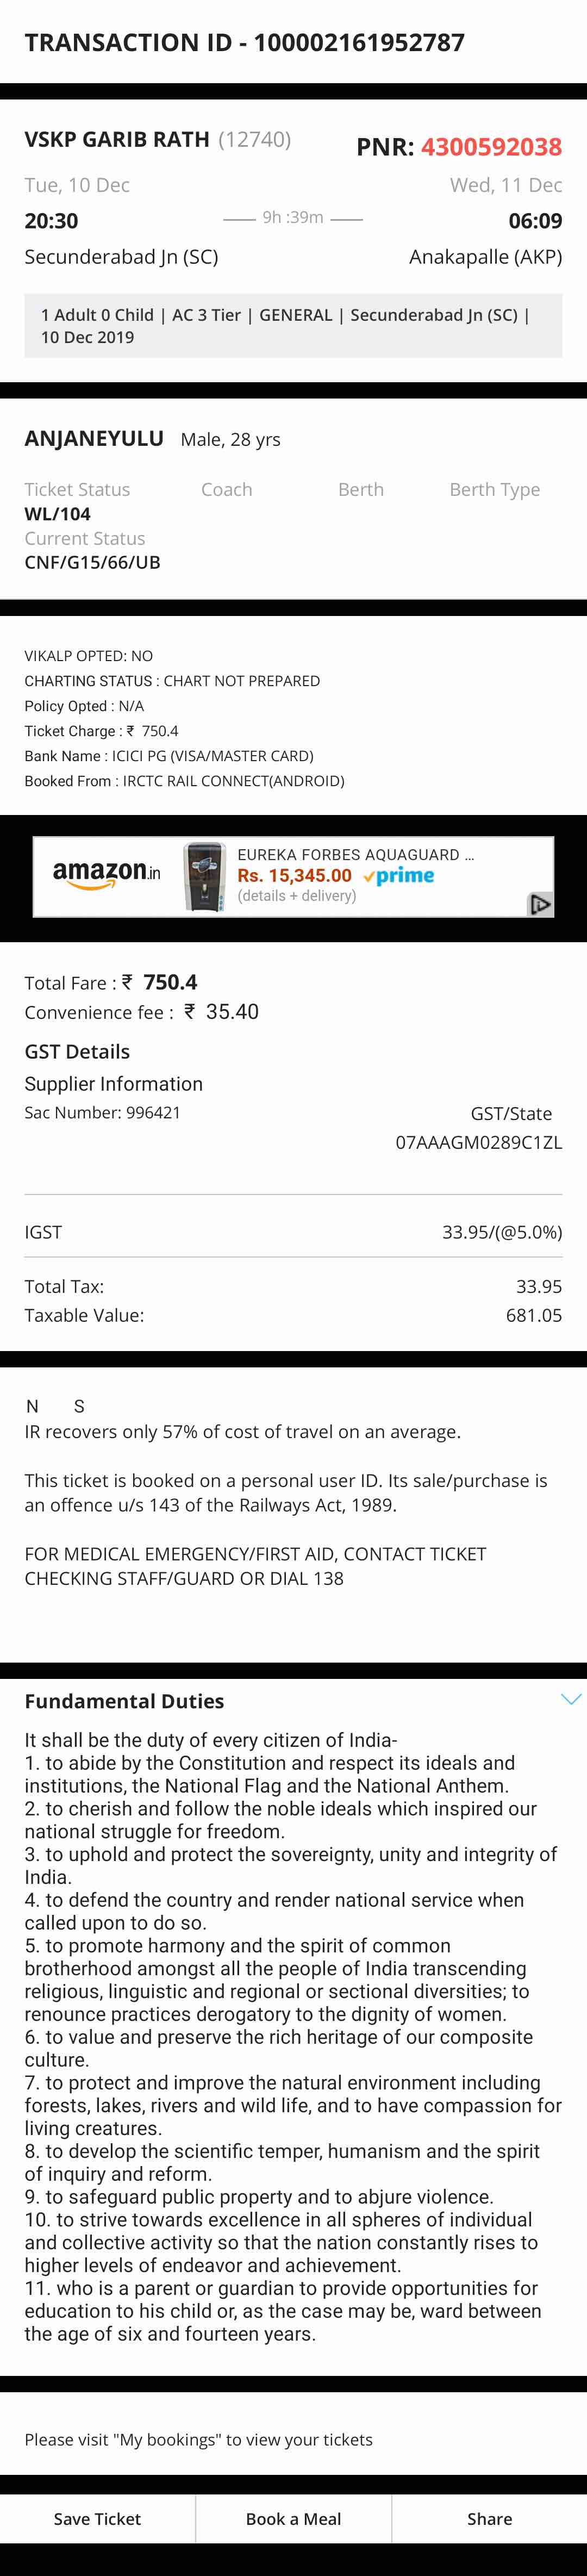 TRANSACTION ID - 100002161952787
VSKP GARIB RATH (12740) PNR: 4300592038
Tue, 10 Dec Wed, 11 Dec
20:30 9h :39m 06:09
Secunderabad Jn (SC) Anakapalle (AKP)
1 Adult 0 Child | AC 3 Tier | GENERAL | Secunderabad Jn (SC) |
10 Dec 2019
ANJANEYULU Male, 28 yrs
Ticket Status Coach Berth Berth Type
WL/104
Current Status
CNF/G15/66/UB
VIKALP OPTED: NO
CHARTING STATUS : CHART NOT PREPARED
Policy Opted : N/A
Ticket Charge : ₹ 750.4
Bank Name : ICICI PG (VISA/MASTER CARD)
Booked From : IRCTC RAIL CONNECT(ANDROID)
amazon.in EUREKA FORBES AQUAGUARD ...
Rs. 15,345.00 prime
(details + delivery)
Total Fare : ₹ 750.4
Convenience fee : ₹ 35.40
GST Details
Supplier Information
Sac Number: 996421 GST/State
07AAAGM0289C1ZL
IGST 33.95/(@5.0%)
Total Tax: 33.95
Taxable Value: 681.05
N S
IR recovers only 57% of cost of travel on an average.
This ticket is booked on a personal user ID. Its sale/purchase is
an offence u/s 143 of the Railways Act, 1989.
FOR MEDICAL EMERGENCY/FIRST AID, CONTACT TICKET
CHECKING STAFF/GUARD OR DIAL 138
Fundamental Duties
It shall be the duty of every citizen of India-
1. to abide by the Constitution and respect its ideals and
institutions, the National Flag and the National Anthem.
2. to cherish and follow the noble ideals which inspired our
national struggle for freedom.
3. to uphold and protect the sovereignty, unity and integrity of
India.
4. to defend the country and render national service when
called upon to do so.
5. to promote harmony and the spirit of common
brotherhood amongst all the people of India transcending
religious, linguistic and regional or sectional diversities; to
renounce practices derogatory to the dignity of women.
6. to value and preserve the rich heritage of our composite
culture.
7. to protect and improve the natural environment including
forests, lakes, rivers and wild life, and to have compassion for
living creatures.
8. to develop the scientific temper, humanism and the spirit
of inquiry and reform.
9. to safeguard public property and to abjure violence.
10. to strive towards excellence in all spheres of individual
and collective activity so that the nation constantly rises to
higher levels of endeavor and achievement.
11. who is a parent or guardian to provide opportunities for
education to his child or, as the case may be, ward between
the age of six and fourteen years.
Please visit "My bookings" to view your tickets
Save Ticket Book a Meal Share